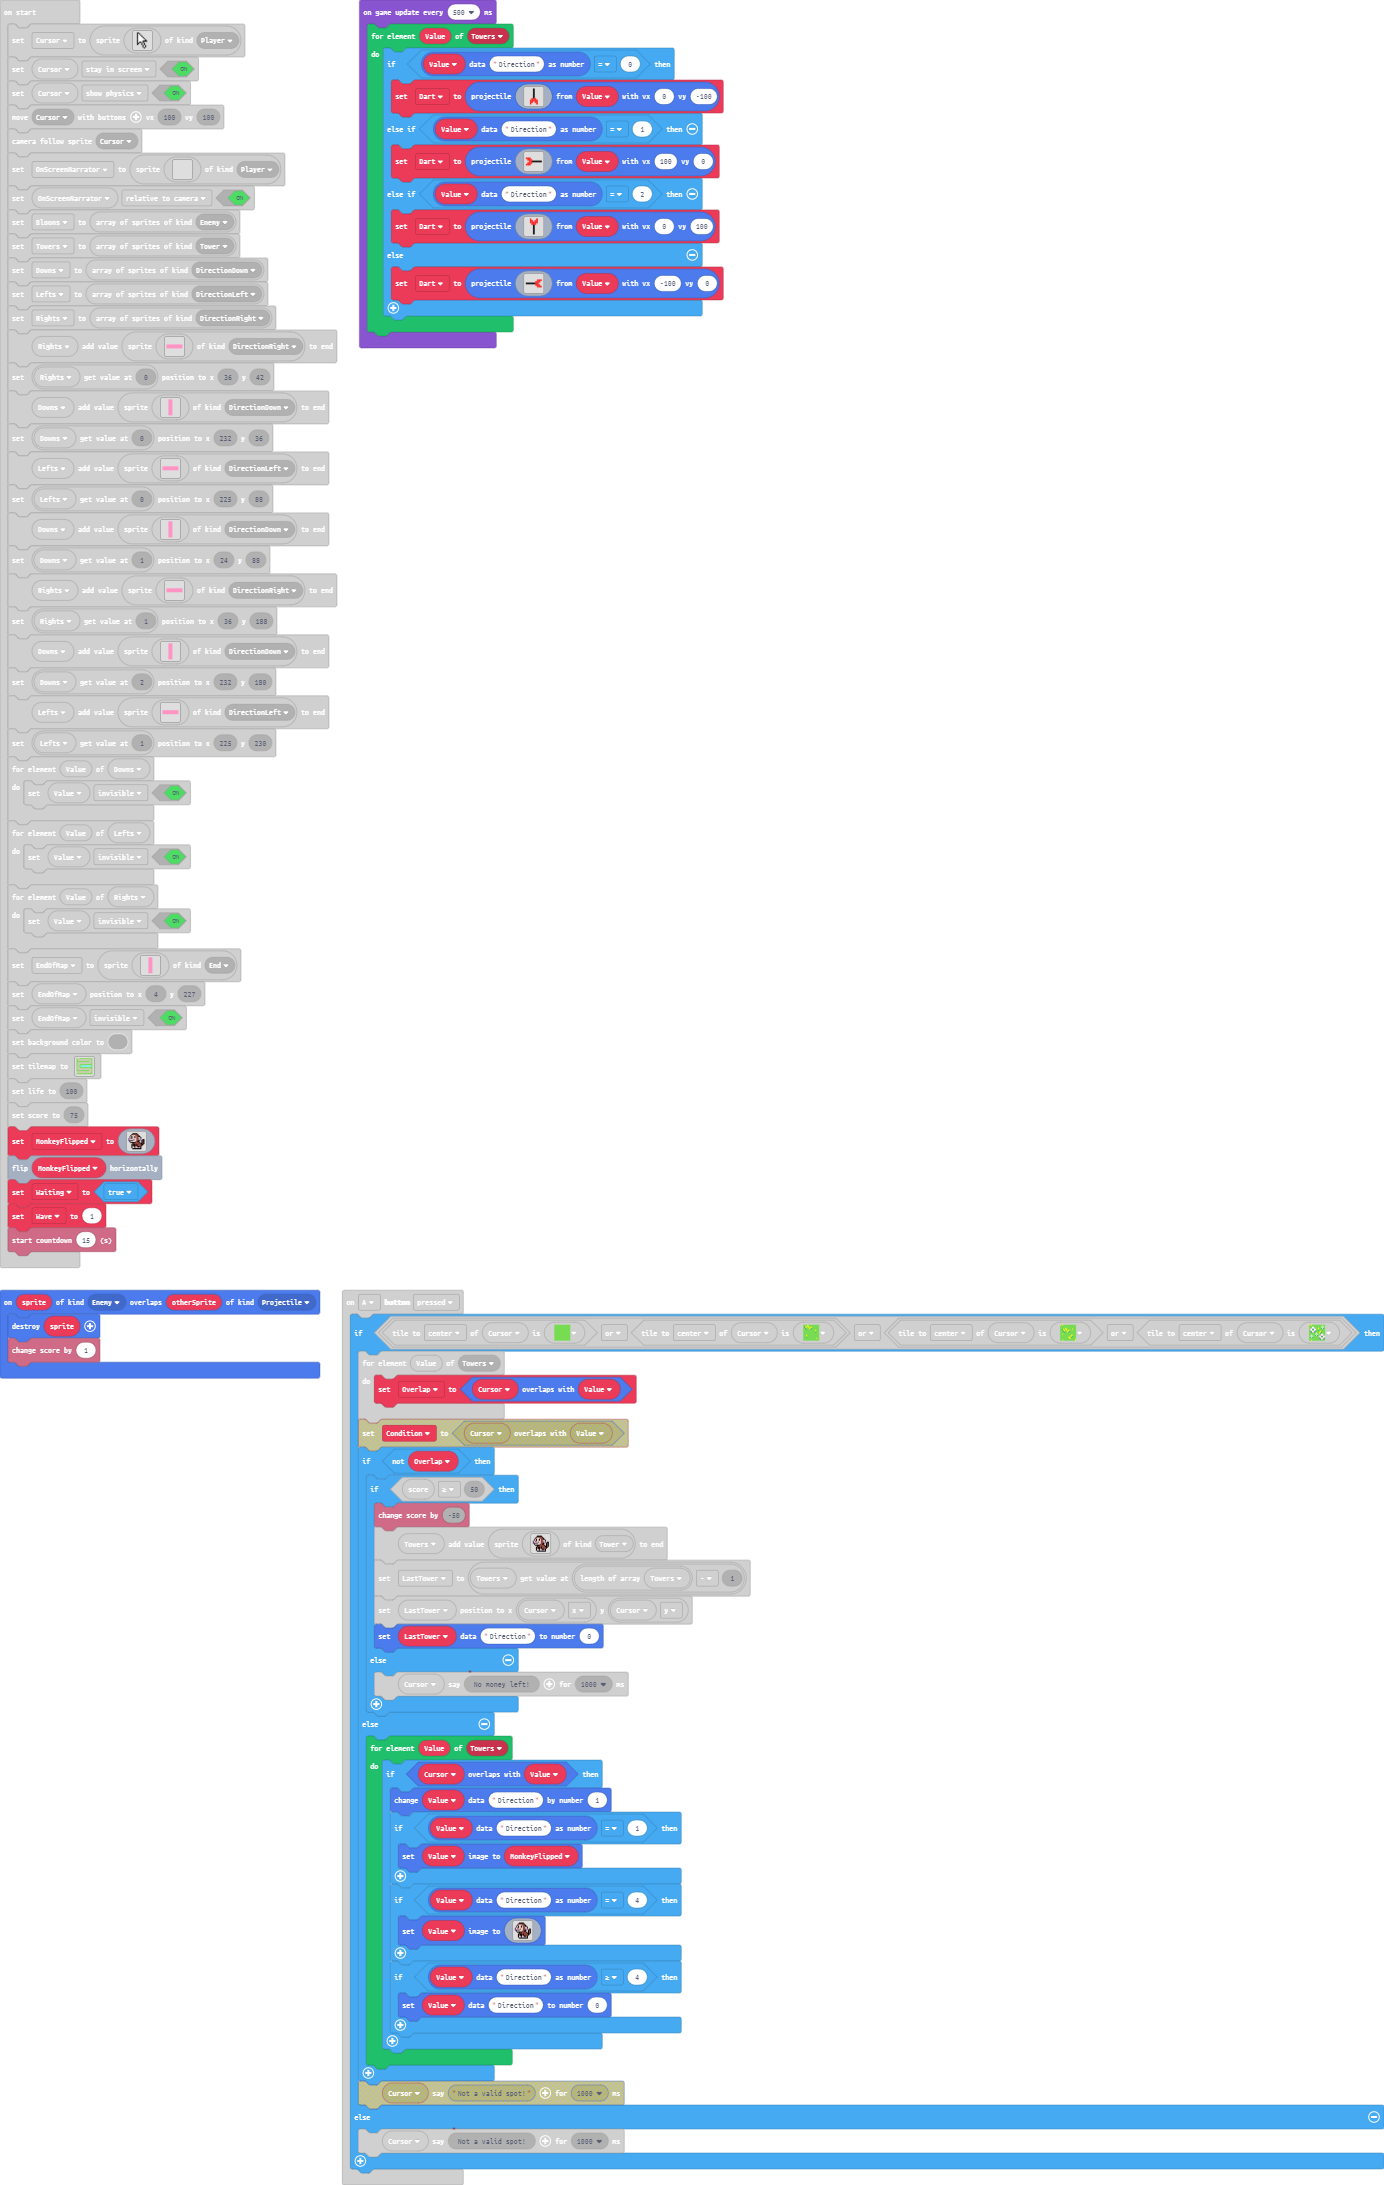 on start
set Cursor to sprite of kind Player
set Cursor stay in screen ON
set Cursor show physics ON
move Cursor with buttons vx 100 vy 100
camera follow sprite Cursor
set OnScreenNarrator to sprite of kind Player
set OnScreenNarrator relative to camera ON
set Bloons to array of sprites of kind Enemy
set Towers to array of sprites of kind Tower
set Downs to array of sprites of kind DirectionDown
set Lefts to array of sprites of kind DirectionLeft
set Rights to array of sprites of kind DirectionRight
Rights add value sprite of kind DirectionRight to end
set Rights get value at 0 position to x 36 y 42
Downs add value sprite of kind DirectionDown to end
set Downs get value at 0 position to x 232 y 36
Lefts add value sprite of kind DirectionLeft to end
set Lefts get value at 0 position to x 225 y 88
Downs add value sprite of kind DirectionDown to end
set Downs get value at 1 position to x 24 y 80
Rights add value sprite of kind DirectionRight to end
set Rights get value at 1 position to x 36 y 188
Downs add value sprite of kind DirectionDown to end
set Downs get value at 2 position to x 232 y 180
Lefts add value sprite of kind DirectionLeft to end
set Lefts get value at 1 position to x 225 y 230
for element Value of Downs
do set Value invisible ON
for element Value of Lefts
do set Value invisible ON
for element Value of Rights
do set Value invisible ON
set EndOfMap to sprite of kind End
set EndOfMap position to x 4 y 227
set EndOfMap invisible ON
set background color to
set tilemap to
set life to 100
set score to 75
set MonkeyFlipped to
flip MonkeyFlipped horizontally
set Waiting to true
set Wave to 1
start countdown 15 (s)
on game update every 500 ms
for element Value of Towers
do if Value data "Direction" as number = 0 then
set Dart to projectile from Value with vx 0 vy -100
else if Value data "Direction" as number = 1 then
set Dart to projectile from Value with vx 100 vy 0
else if Value data "Direction" as number = 2 then
set Dart to projectile from Value with vx 0 vy 100
else
set Dart to projectile from Value with vx -100 vy 0
on sprite of kind Enemy overlaps otherSprite of kind Projectile
destroy sprite
change score by 1
on A button pressed
if tile to center of Cursor is or tile to center of Cursor is or tile to center of Cursor is or tile to center of Cursor is then
for element Value of Towers
do set Overlap to Cursor overlaps with Value
set Condition to Cursor overlaps with Value
if not Overlap then
if score ≥ 50 then
change score by -50
Towers add value sprite of kind Tower to end
set LastTower to Towers get value at length of array Towers - 1
set LastTower position to x Cursor x y Cursor y
set LastTower data "Direction" to number 0
else
Cursor say No money left! for 1000 ms
else
for element Value of Towers
do if Cursor overlaps with Value then
change Value data "Direction" by number 1
if Value data "Direction" as number = 1 then
set Value image to MonkeyFlipped
if Value data "Direction" as number = 4 then
set Value image to
if Value data "Direction" as number ≥ 4 then
set Value data "Direction" to number 0
Cursor say "Not a valid spot!" for 1000 ms
else
Cursor say Not a valid spot! for 1000 ms